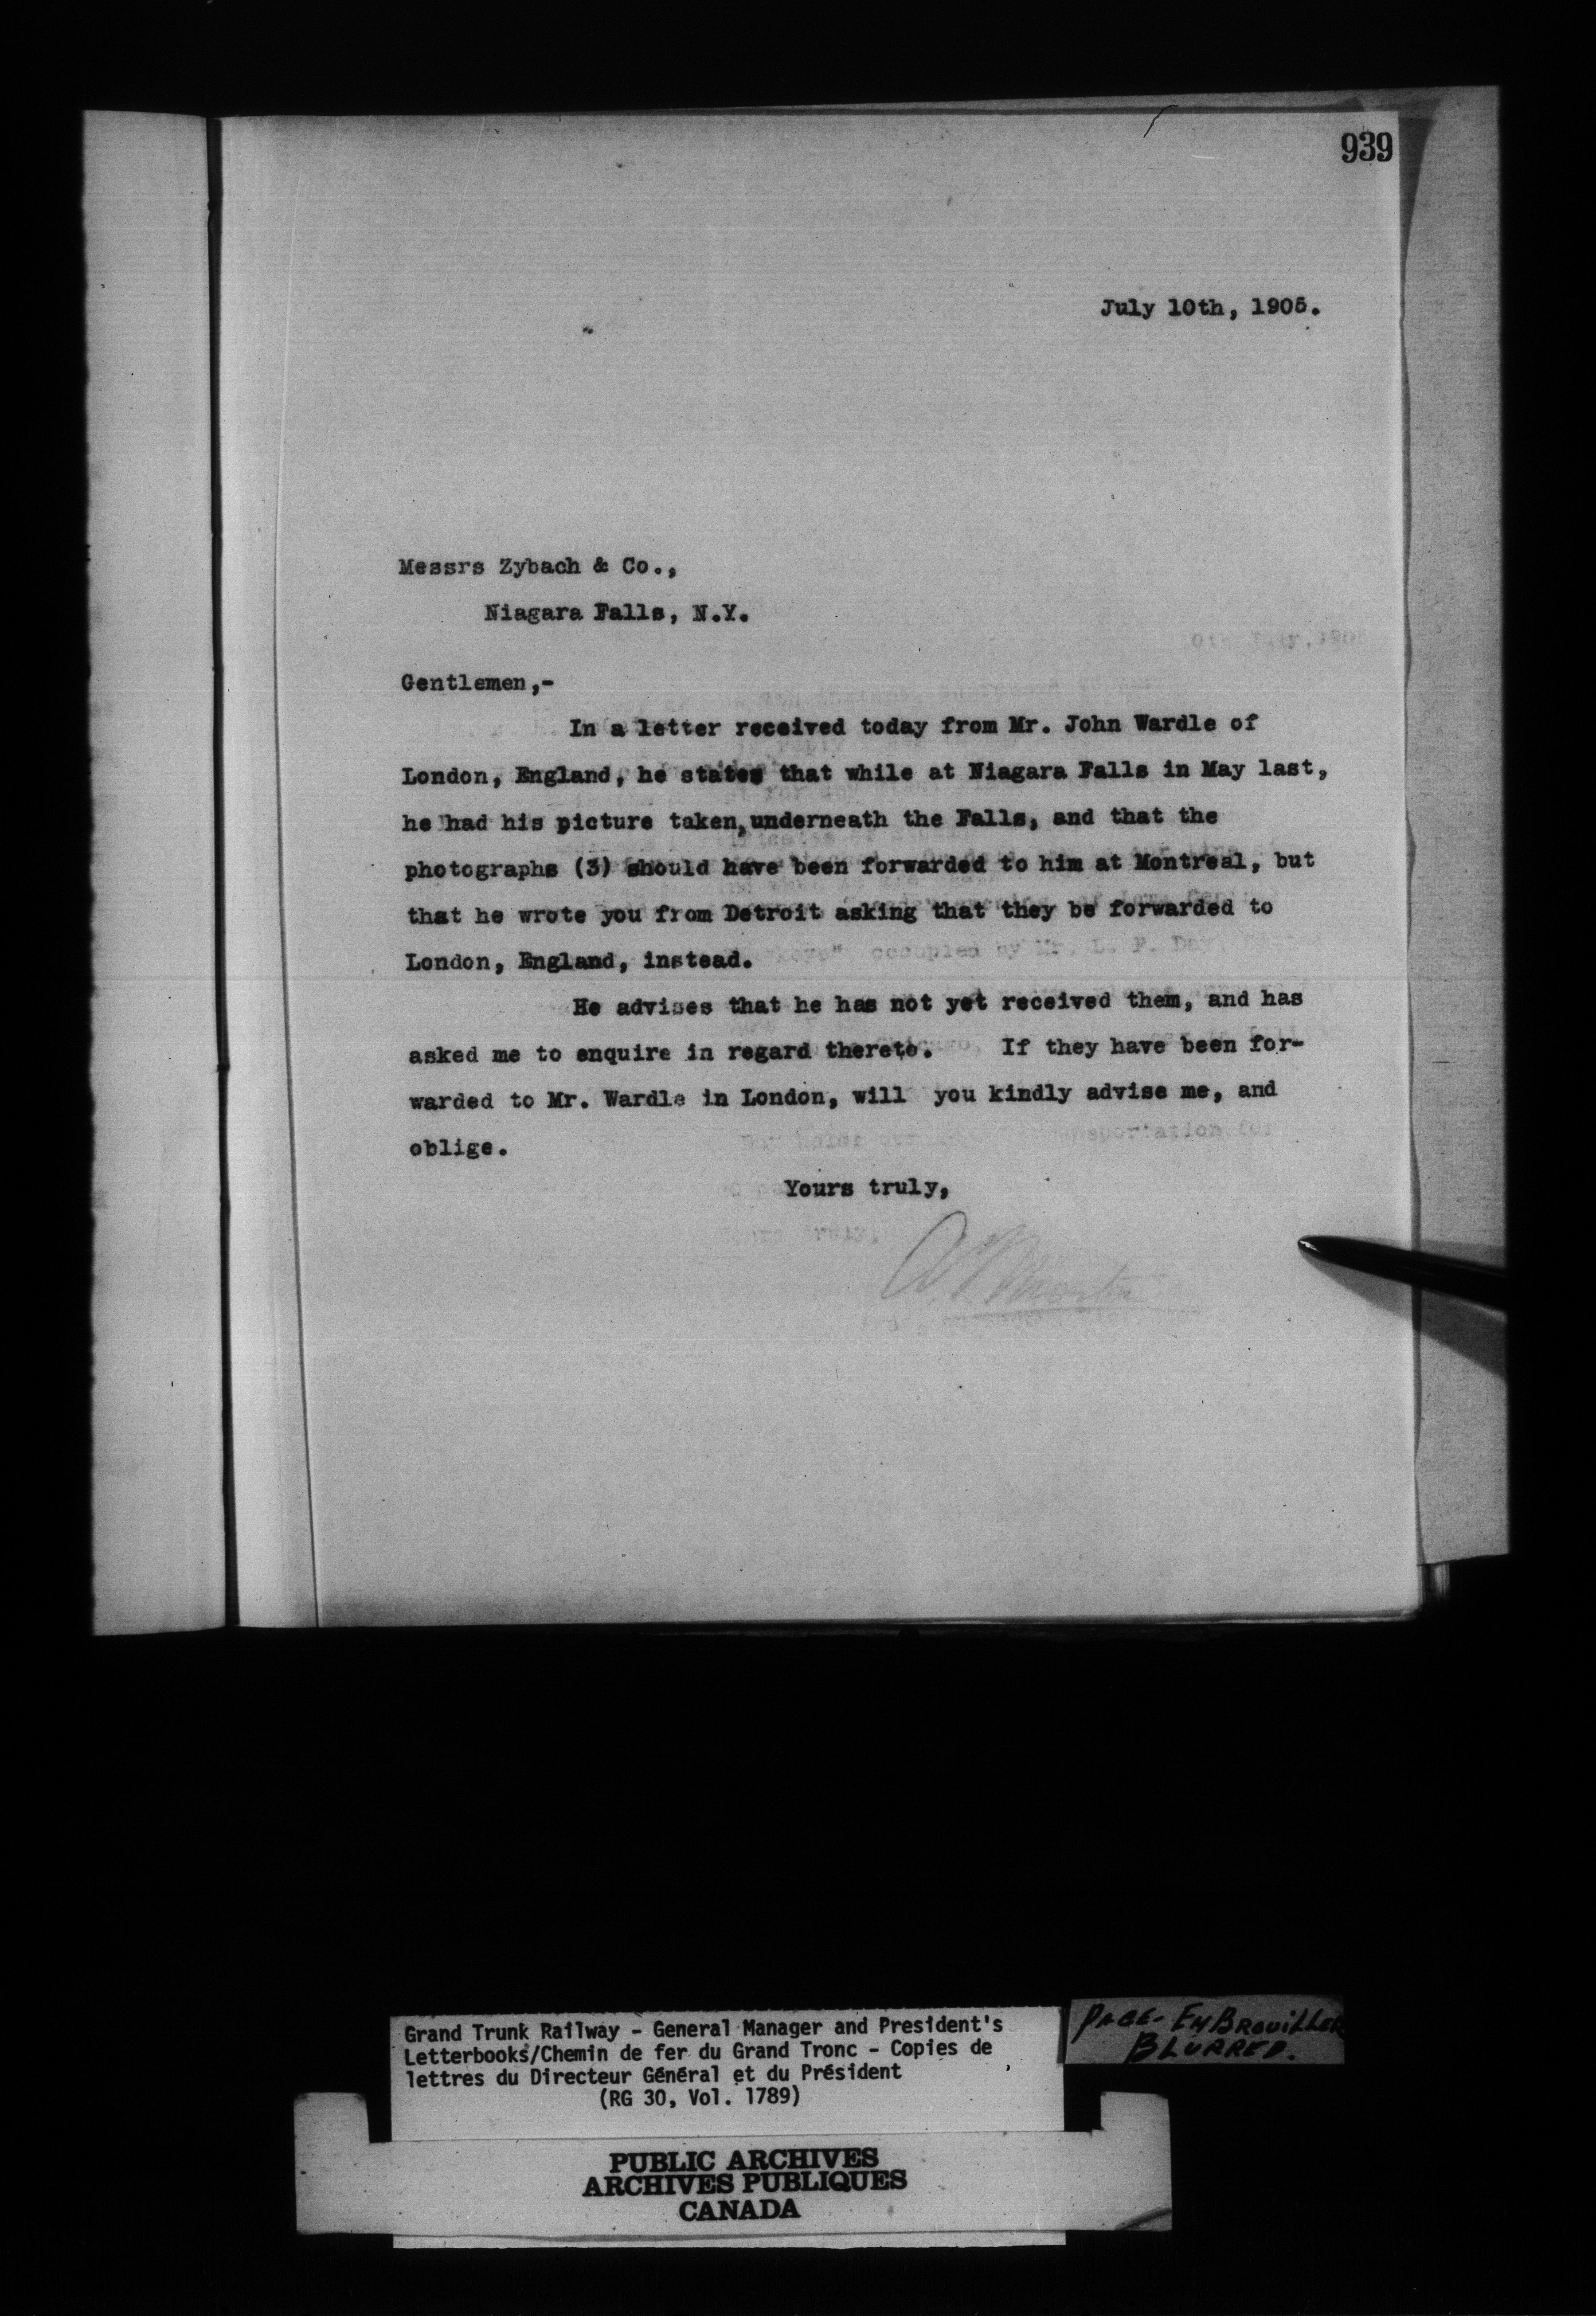 939
July 10th, 1905.
Messrs Zybach & Co.,
Niagara Falls, N.Y.
Gentlemen,-
In a letter received today from Mr. John Wardle of
London, England, he states that while at Niagara Falls in May last,
he had his picture taken, underneath the Falls, and that the
photographs (3) should have been forwarded to him at Montreal, but
that he wrote you from Detroit asking that they be forwarded to
London, England, instead.
He advises that he has not yet received them, and has
asked me to enquire in regard thereto. If they have been for-
warded to Mr. Wardle in London, will you kindly advise me, and
oblige.
Yours truly,
Grand Trunk Railway - General Manager and President's
Letterbooks/Chemin de fer du Grand Tronc - Copies de
lettres du Directeur Général et du Président
(RG 30, Vol. 1789)
PAGE - EMBROUILLER
BLURRED.
PUBLIC ARCHIVES
ARCHIVES PUBLIQUES
CANADA